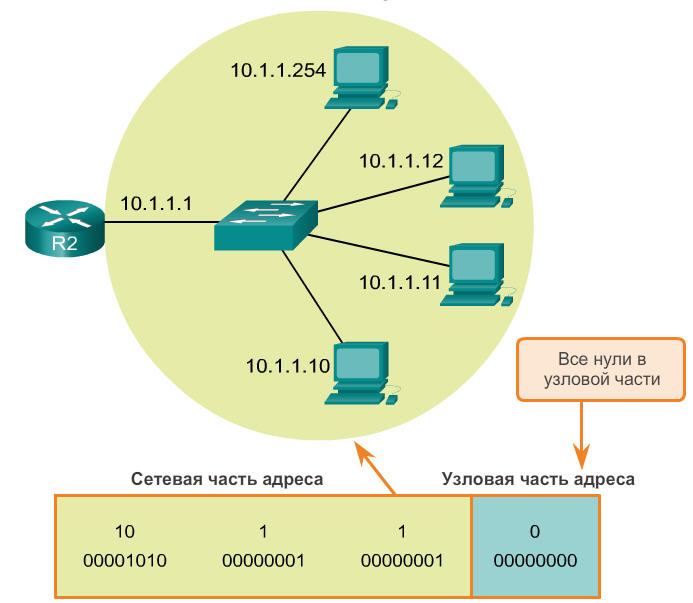 10.1.1.254
10.1.1.12
10.1.1.1
R2
10.1.1.11
10.1.1.10
Все нули в
узловой части
Сетевая часть адреса
Узловая часть адреса
10 1 1 0
00001010 00000001 00000001 00000000